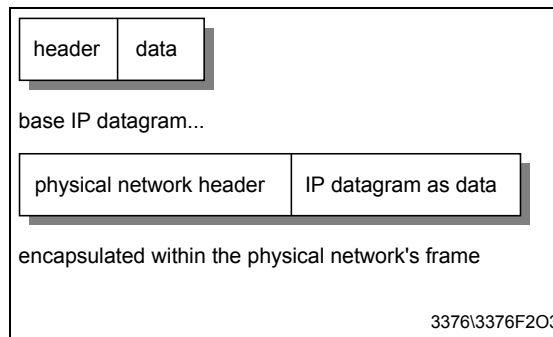 header data
base IP datagram...
physical network header IP datagram as data
encapsulated within the physical network's frame
3376\3376F2O3